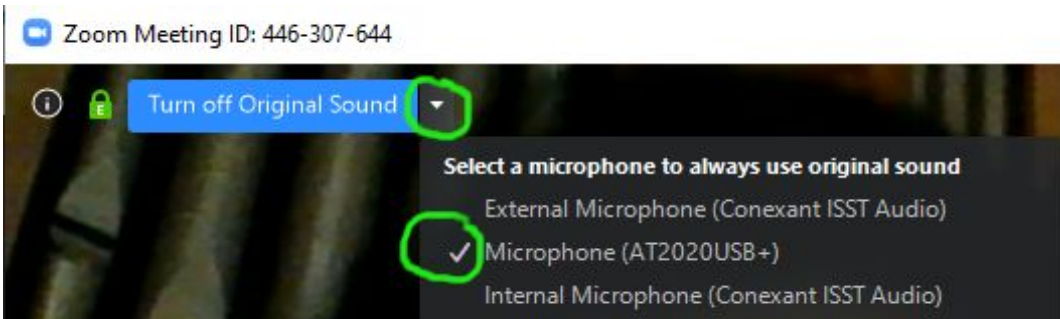 Zoom Meeting ID: 446-307-644
E
Turn off Original Sound
Select a microphone to always use original sound
External Microphone (Conexant ISST Audio)
Microphone (AT2020USB+)
Internal Microphone (Conexant ISST Audio)